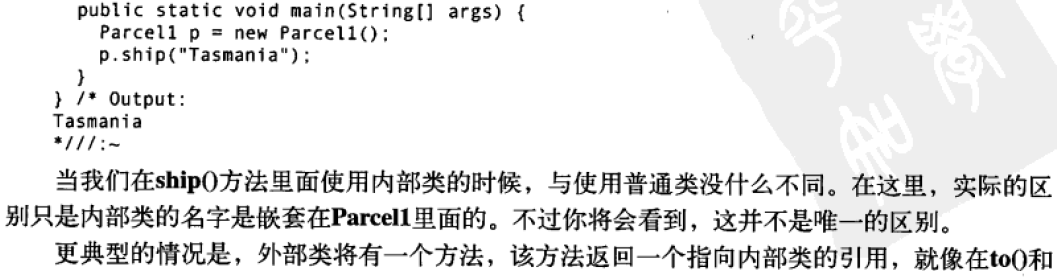 public static void main(String[] args) {
Parcel1 p = new Parcel1();
p.ship("Tasmania");
}
} /* Output:
Tasmania
*///:~
当我们在ship()方法里面使用内部类的时候，与使用普通类没什么不同。在这里，实际的区
别只是内部类的名字是嵌套在Parcel1里面的。不过你将会看到，这并不是唯一的区别。
更典型的情况是，外部类将有一个方法，该方法返回一个指向内部类的引用，就像在to()和